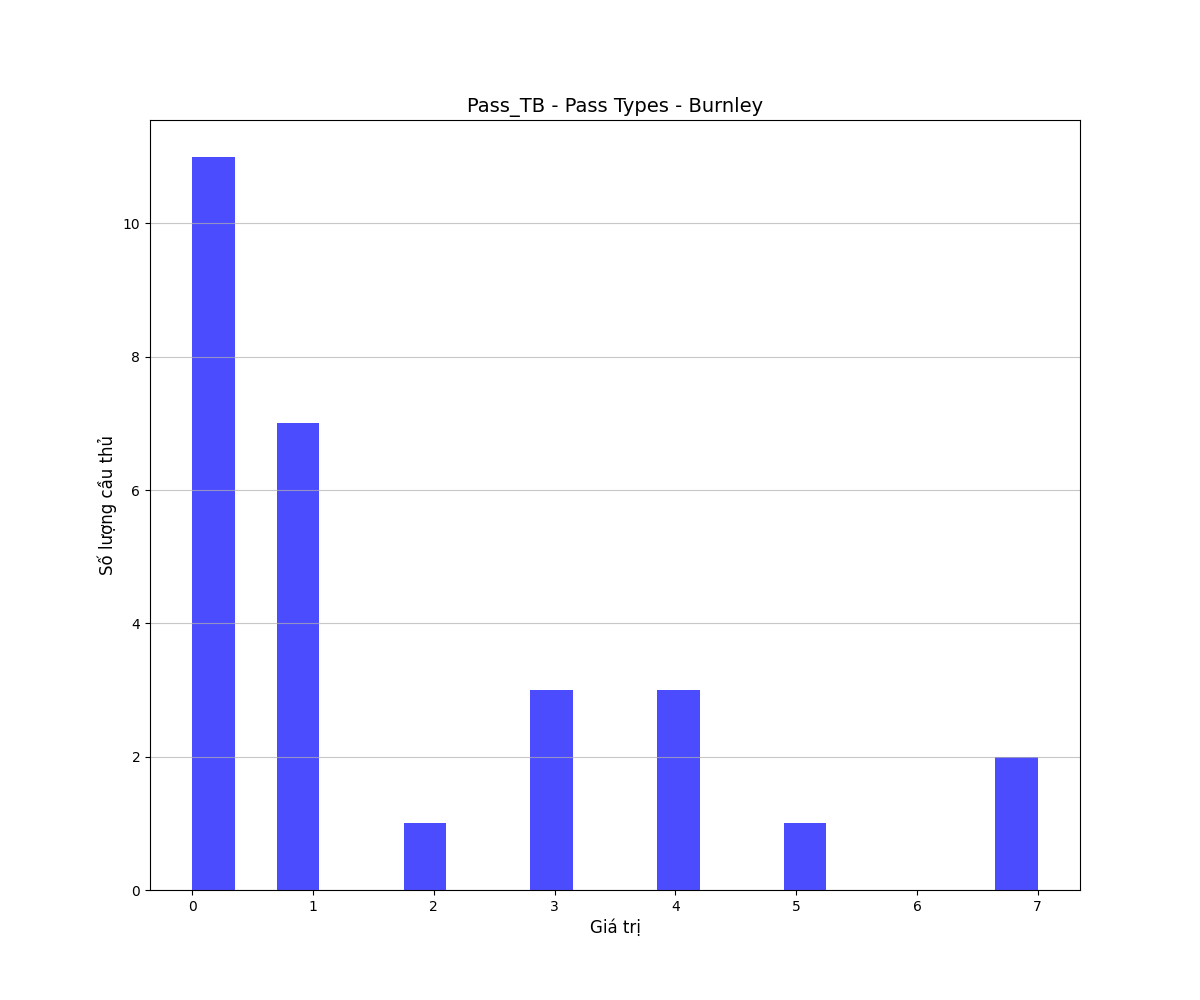 Pass_TB - Pass Types - Burnley
10
8
6
4
2
0
Số lượng cầu thủ
0 1 2 3 4 5 6 7
Giá trị